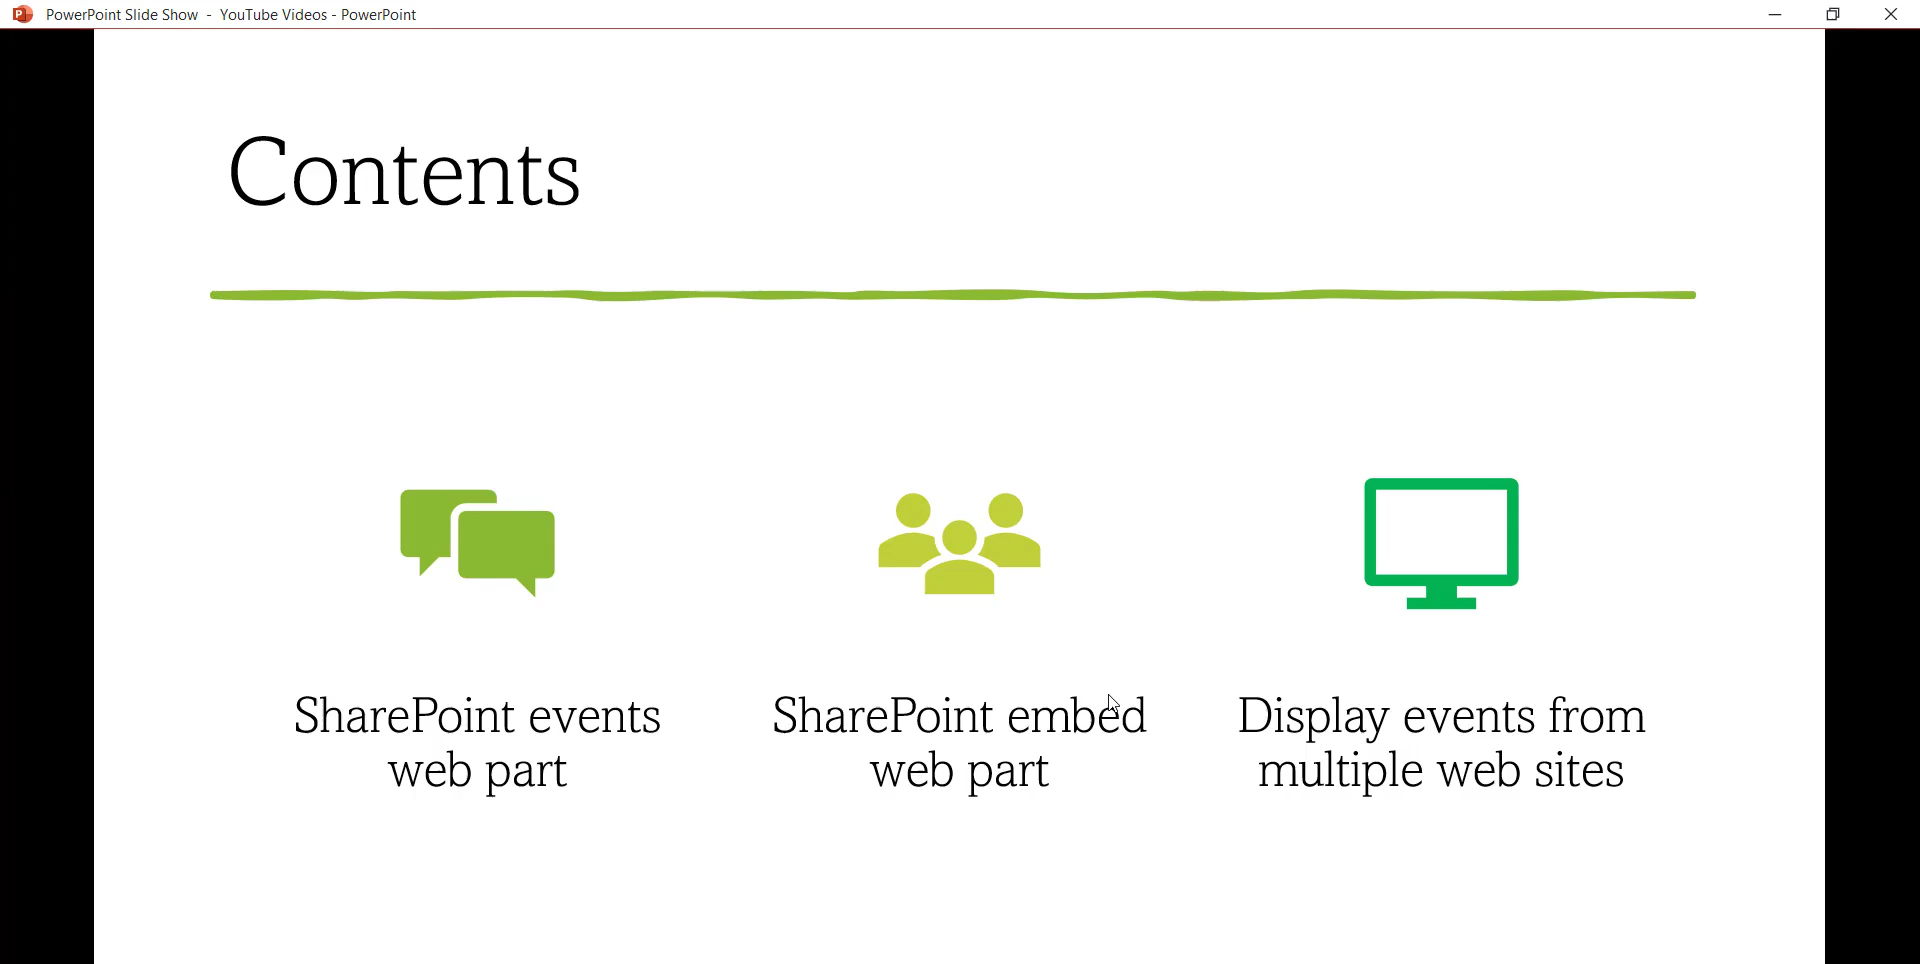 PowerPoint Slide Show - YouTube Videos - PowerPoint
Contents
SharePoint events
web part
SharePoint embed
web part
Display events from
multiple web sites